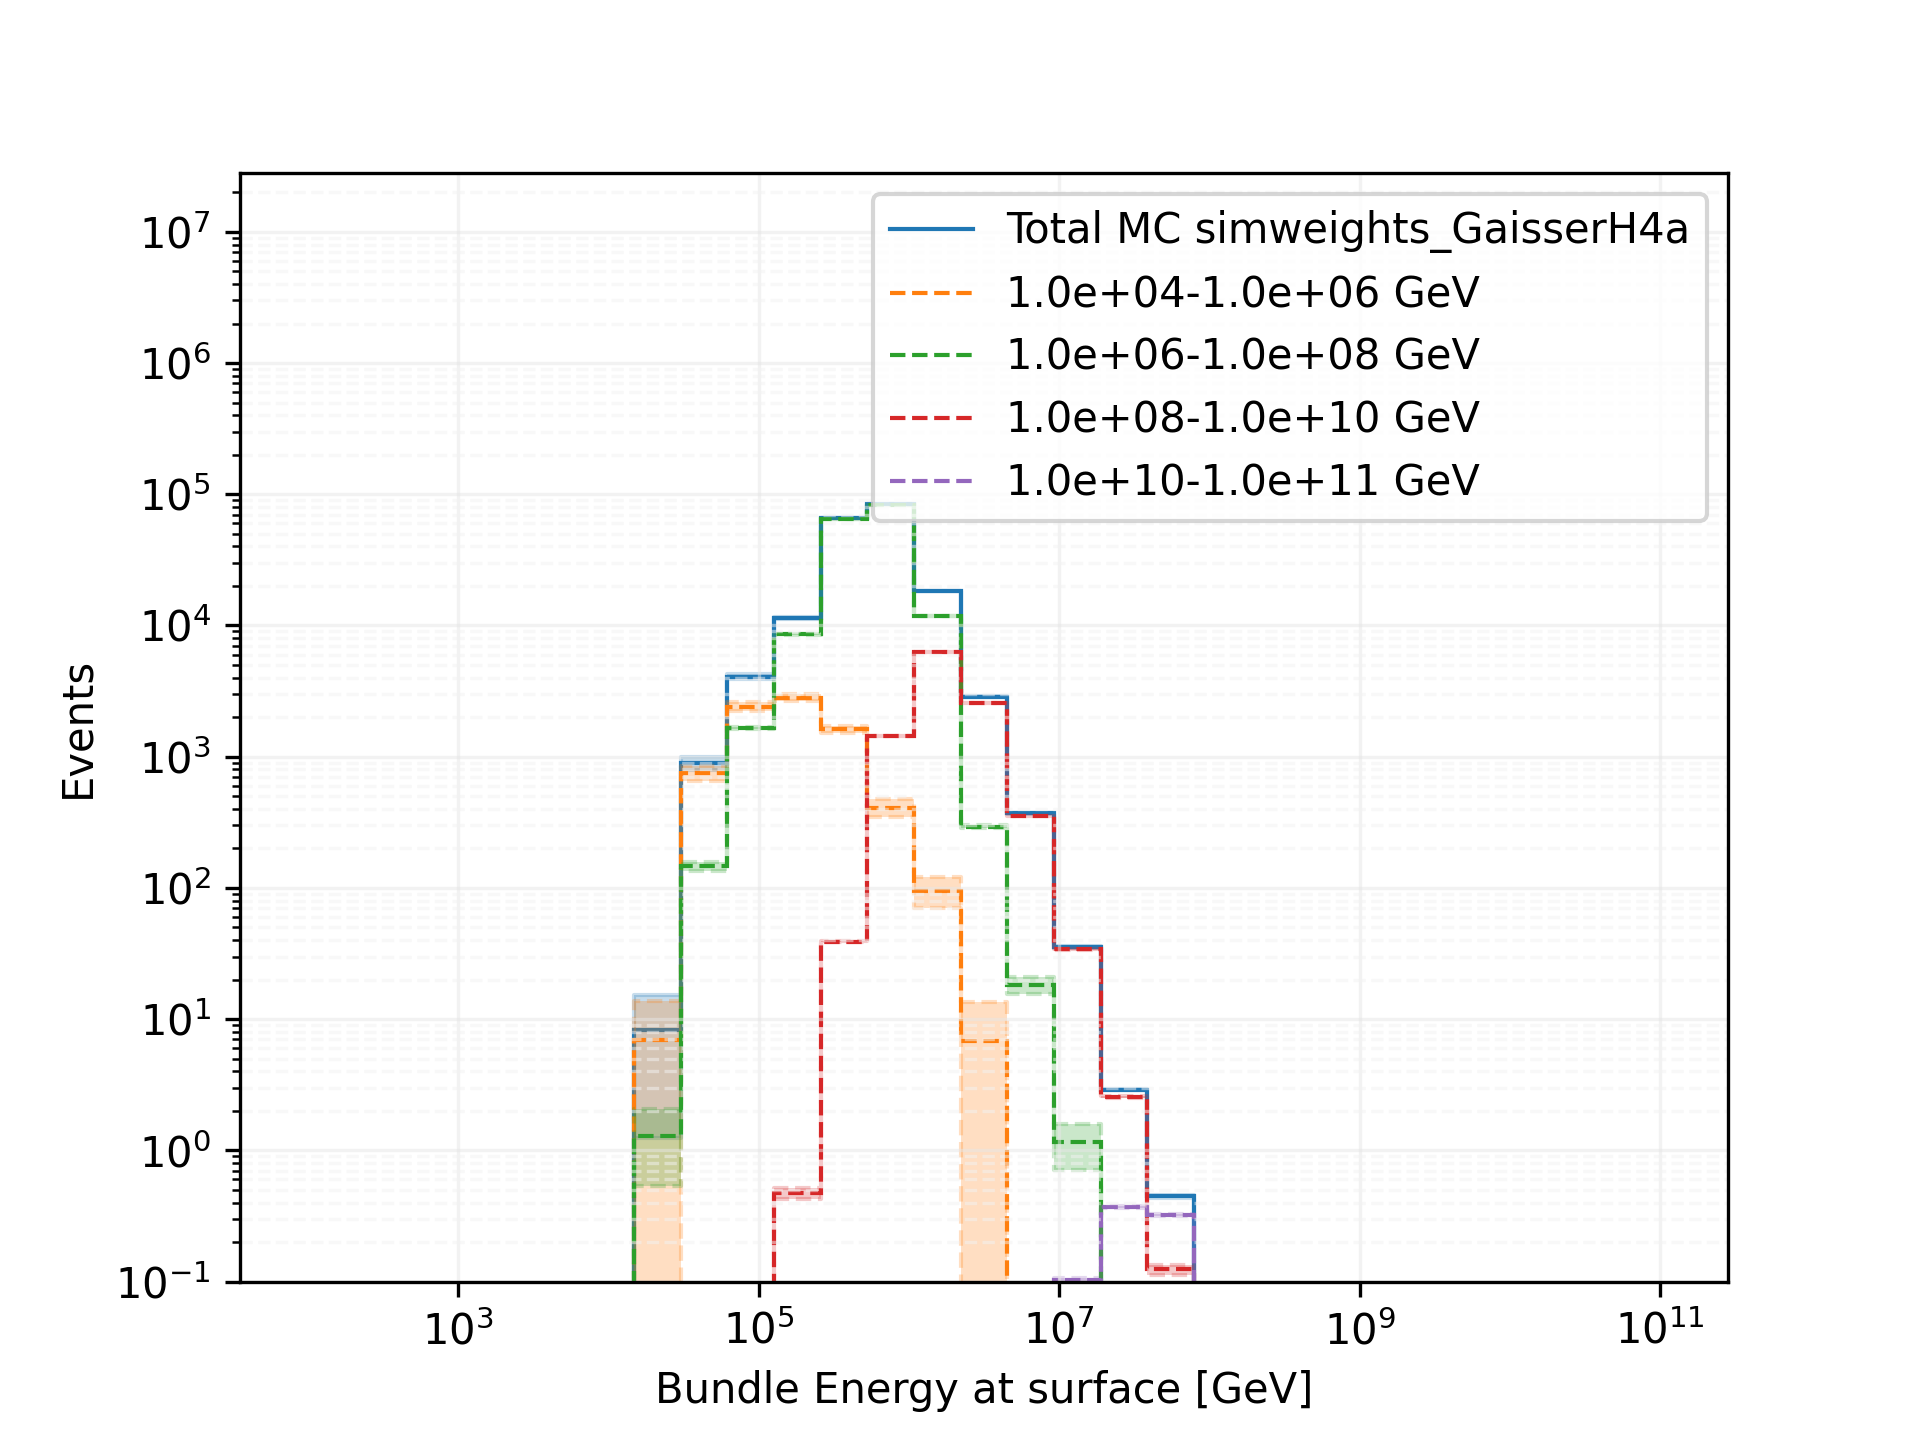 Total MC simweights_GaisserH4a
1.0e+04-1.0e+06 GeV
1.0e+06-1.0e+08 GeV
1.0e+08-1.0e+10 GeV
1.0e+10-1.0e+11 GeV
10⁷
10⁶
10⁵
10⁴
10³
10²
10¹
10⁰
10⁻¹
Events
10³ 10⁵ 10⁷ 10⁹ 10¹¹
Bundle Energy at surface [GeV]